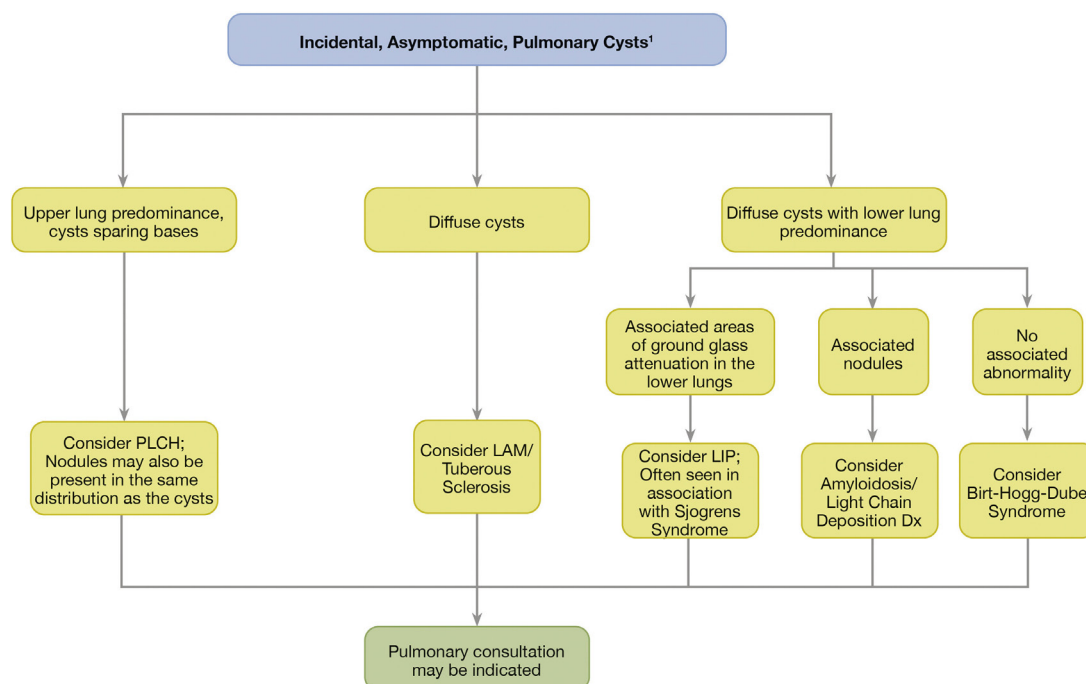 Incidental, Asymptomatic, Pulmonary Cysts¹
Upper lung predominance,
cysts sparing bases
Diffuse cysts
Diffuse cysts with lower lung
predominance
Associated areas
of ground glass
attenuation in the
lower lungs
Associated
nodules
No
associated
abnormality
Consider PLCH;
Nodules may also be
present in the same
distribution as the cysts
Consider LAM/
Tuberous
Sclerosis
Consider LIP;
Often seen in
association
with Sjogrens
Syndrome
Consider
Amyloidosis/
Light Chain
Deposition Dx
Consider
Birt-Hogg-Dube
Syndrome
Pulmonary consultation
may be indicated